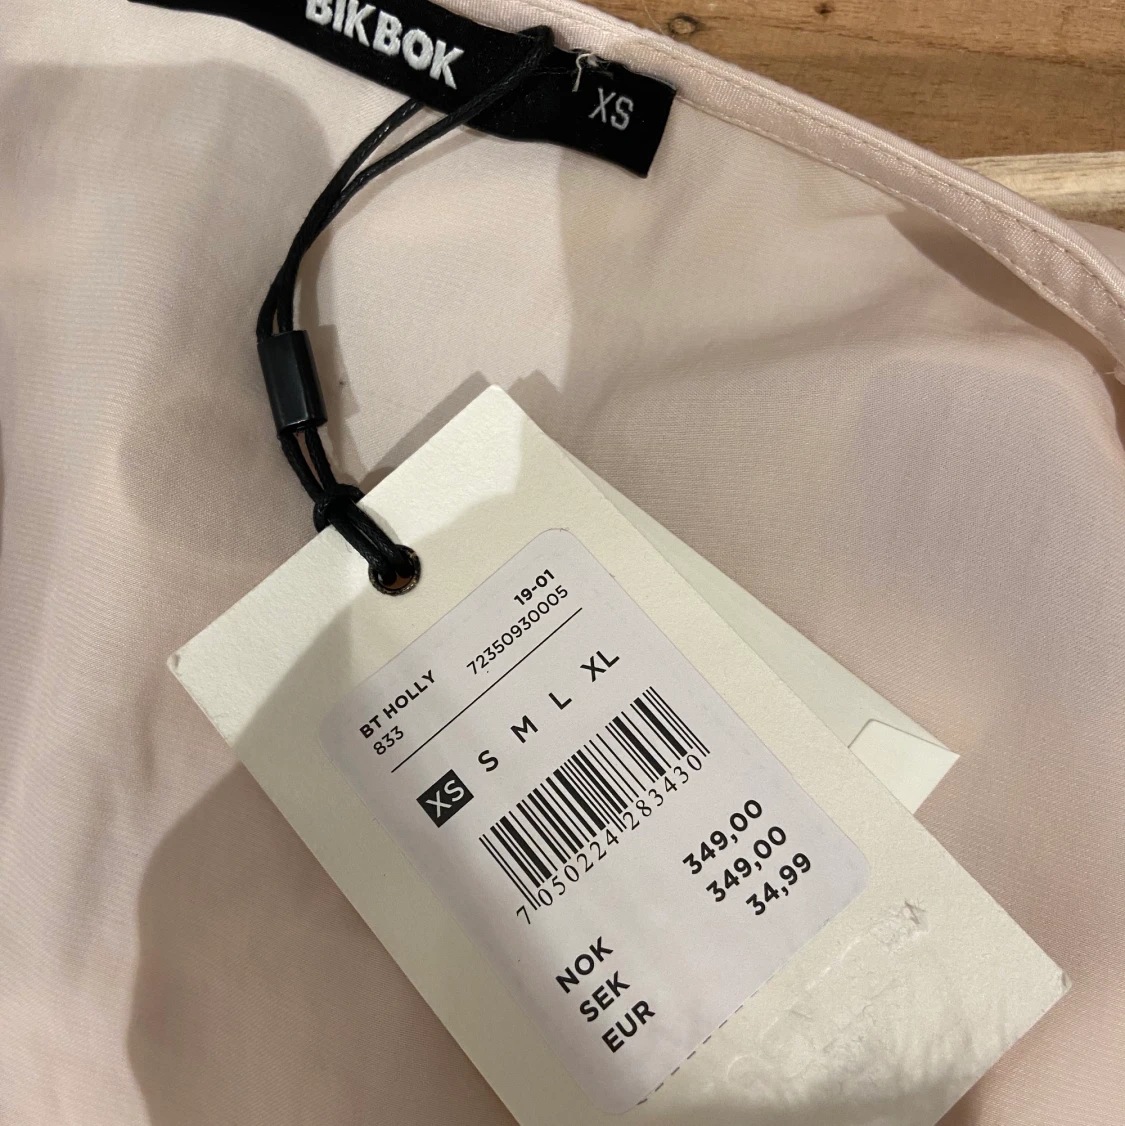 BIKBOK
XS
19-01
BT HOLLY 72350930005
833
XS S M L XL
7 050224 283430
NOK 349,00
SEK 349,00
EUR 34,99